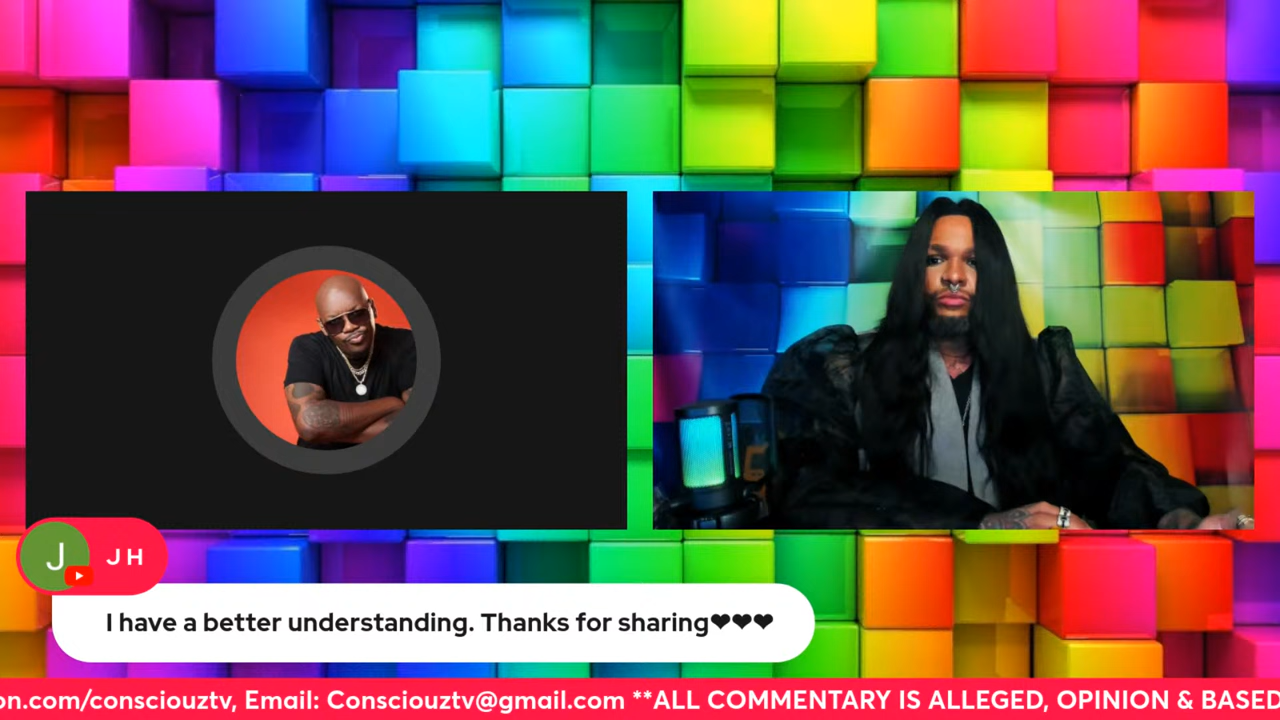 J
J H
I have a better understanding. Thanks for sharing❤❤❤
on.com/consciouztv, Email: Consciouztv@gmail.com **ALL COMMENTARY IS ALLEGED, OPINION & BASED